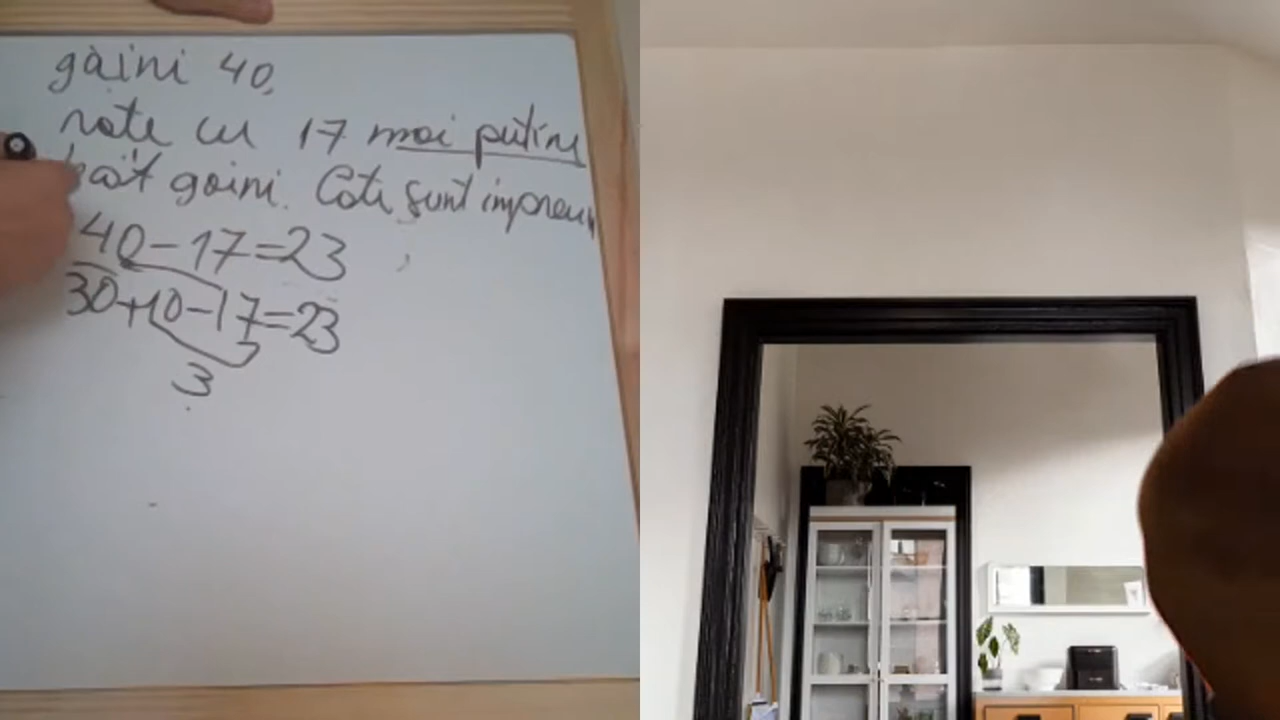 găini 40,
rațe cu 17 mai puține
decât găini. Câte sunt împreun
40-17=23
30+10-17=23
3